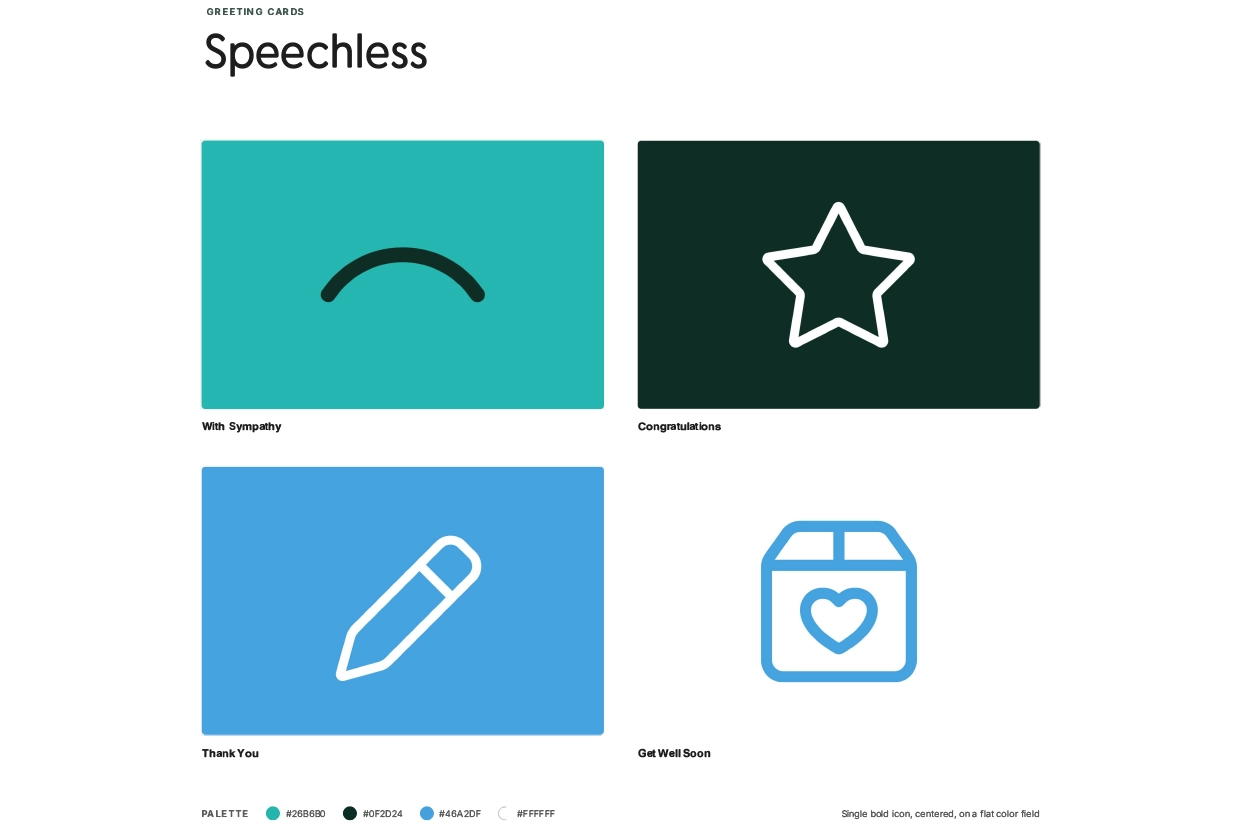 GREETING CARDS
Speechless
With Sympathy
Congratulations
Thank You
Get Well Soon
PALETTE #26B6B0 #0F2D24 #46A2DF #FFFFFF
Single bold icon, centered, on a flat color field